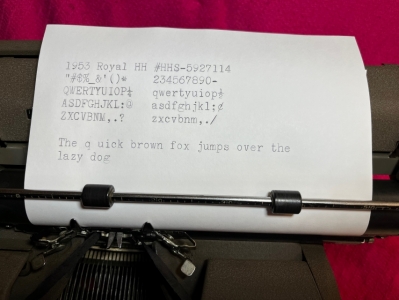 1953 Royal HH #HHS-5927114
"#$%_&'()* 234567890-
QWERTYUIOP¼ qwertyuiop½
ASDFGHJKL:@ asdfghjkl;¢
ZXCVBNM,.? zxcvbnm,./
The q uick brown fox jumps over the
lazy dog